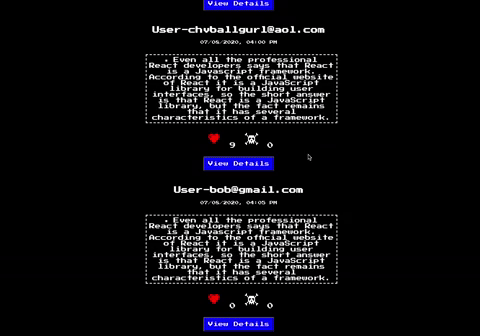 View Details
User-chvballgurl@aol.com
07/08/2020, 04:00 PM
. Even all the professional
React developers says that React
is a Javascript framework.
According to the official website
of React it is a JavaScript
library for building user
interfaces, so the short answer
is that React is a JavaScript
library, but the fact remains
that it has several
characteristics of a framework.
9 0
View Details
User-bob@gmail.com
07/08/2020, 04:05 PM
. Even all the professional
React developers says that React
is a Javascript framework.
According to the official website
of React it is a JavaScript
library for building user
interfaces, so the short answer
is that React is a JavaScript
library, but the fact remains
that it has several
characteristics of a framework.
0 0
View Details